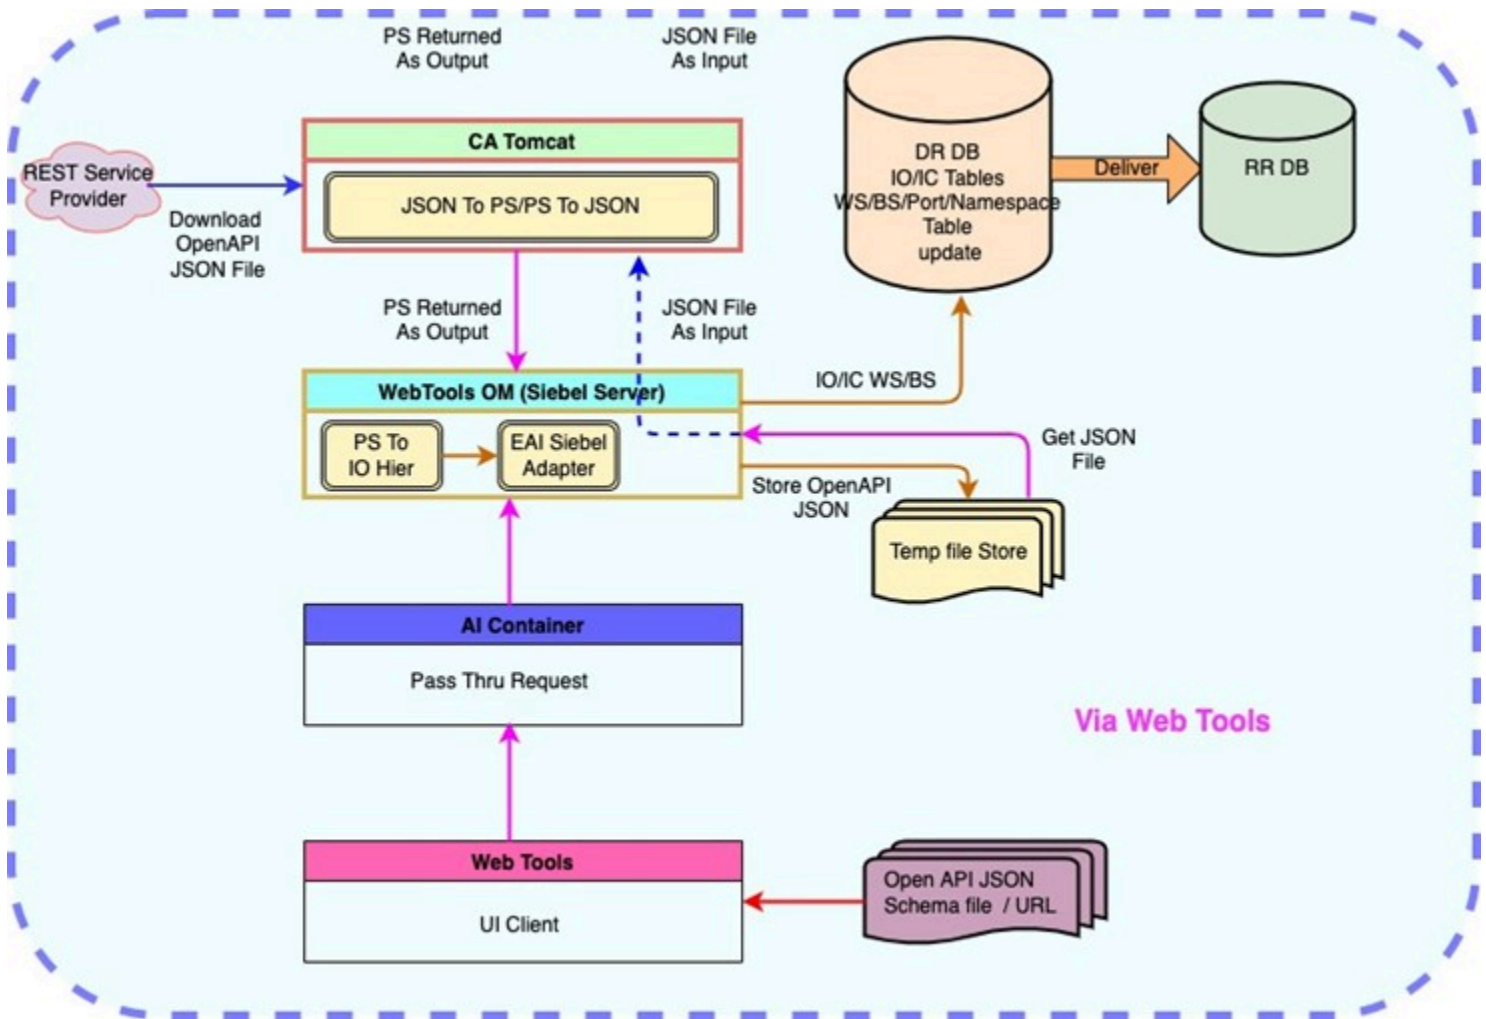 PS Returned
As Output
JSON File
As Input
CA Tomcat
JSON To PS/PS To JSON
REST Service
Provider
Download
OpenAPI
JSON File
DR DB
IO/IC Tables
WS/BS/Port/Namespace
Table
update
Deliver
RR DB
PS Returned
As Output
JSON File
As Input
WebTools OM (Siebel Server)
PS To
IO Hier
EAI Siebel
Adapter
IO/IC WS/BS
Get JSON
File
Store OpenAPI
JSON
Temp file Store
AI Container
Pass Thru Request
Via Web Tools
Web Tools
UI Client
Open API JSON
Schema file / URL